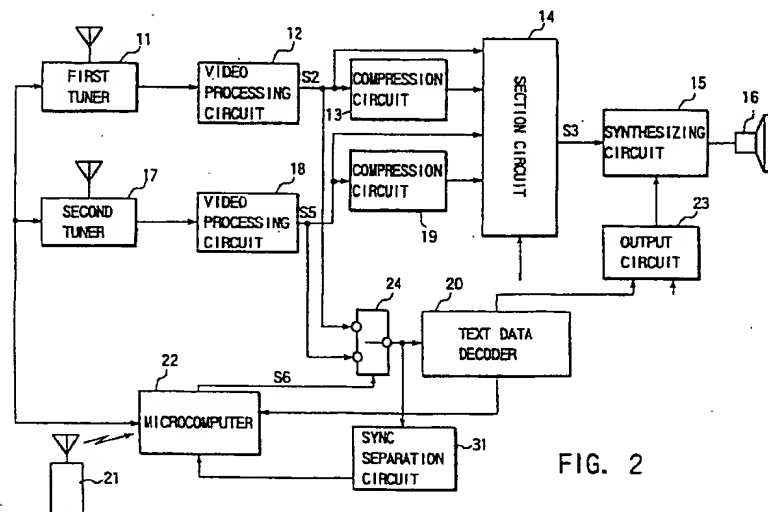 11
FIRST
TUNER
12
VIDEO
PROCESSING
CIRCUIT
S2
COMPRESSION
CIRCUIT
13
14
SECTION CIRCUIT
S3
15
SYNTHESIZING
CIRCUIT
16
17
SECOND
TUNER
18
VIDEO
PROCESSING
CIRCUIT
S5
COMPRESSION
CIRCUIT
19
23
OUTPUT
CIRCUIT
24
20
TEXT DATA
DECODER
22
S6
MICROCOMPUTER
SYNC
SEPARATION
CIRCUIT
31
21
FIG. 2